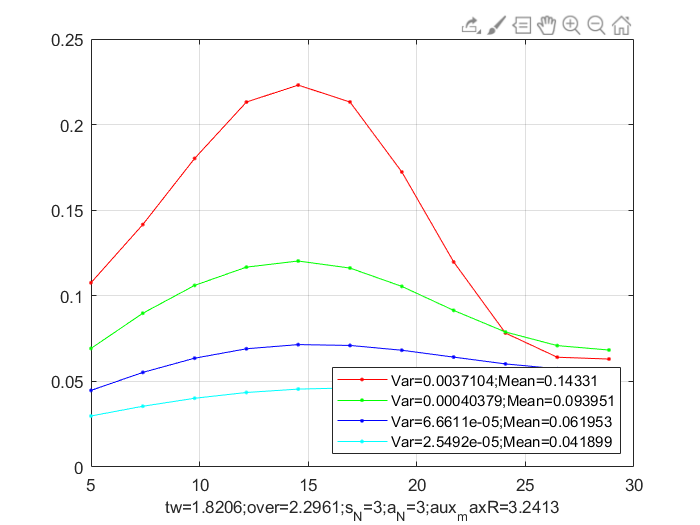 0.25
0.2
0.15
0.1
0.05
0
5
10
15
20
25
30
Var=0.0037104;Mean=0.14331
Var=0.00040379;Mean=0.093951
Var=6.6611e-05;Mean=0.061953
Var=2.5492e-05;Mean=0.041899
tw=1.8206;over=2.2961;s_N=3;a_N=3;aux_maxR=3.2413